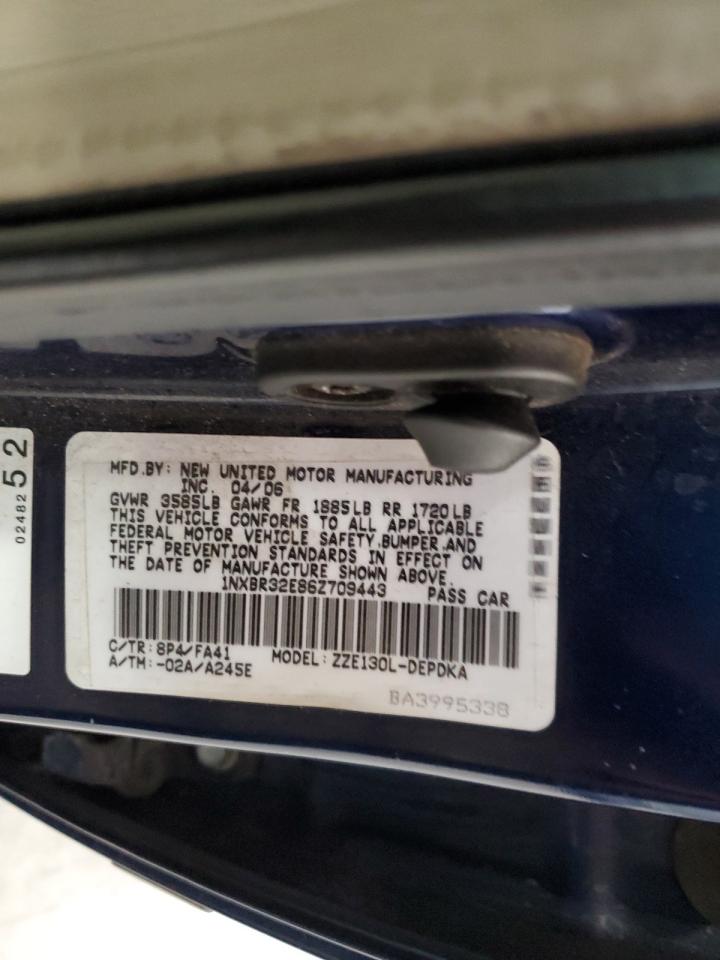 MFD.BY: NEW UNITED MOTOR MANUFACTURING
INC. 04/06
GVWR 3585LB GAWR FR 1885LB RR 1720LB
THIS VEHICLE CONFORMS TO ALL APPLICABLE
FEDERAL MOTOR VEHICLE SAFETY,BUMPER,AND
THEFT PREVENTION STANDARDS IN EFFECT ON
THE DATE OF MANUFACTURE SHOWN ABOVE.
1NXBR32E86Z709443 PASS CAR
C/TR: 8P4/FA41 MODEL: ZZE130L-DEPDKA
A/TM: -02A/A245E
BA3995338
52
02482